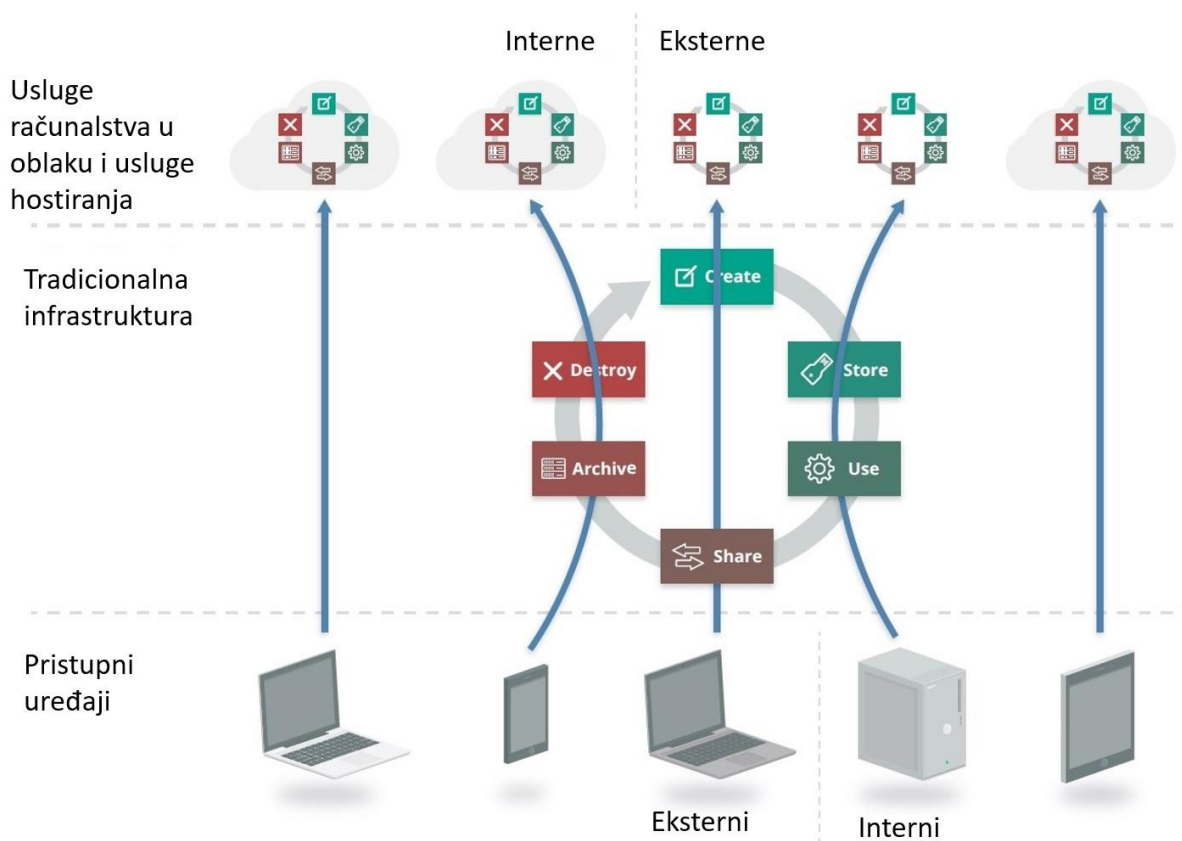 Interne
Eksterne
Usluge
računalstva u
oblaku i usluge
hostiranja
Tradicionalna
infrastruktura
Create
Destroy
Store
Archive
Use
Share
Pristupni
uređaji
Eksterni
Interni